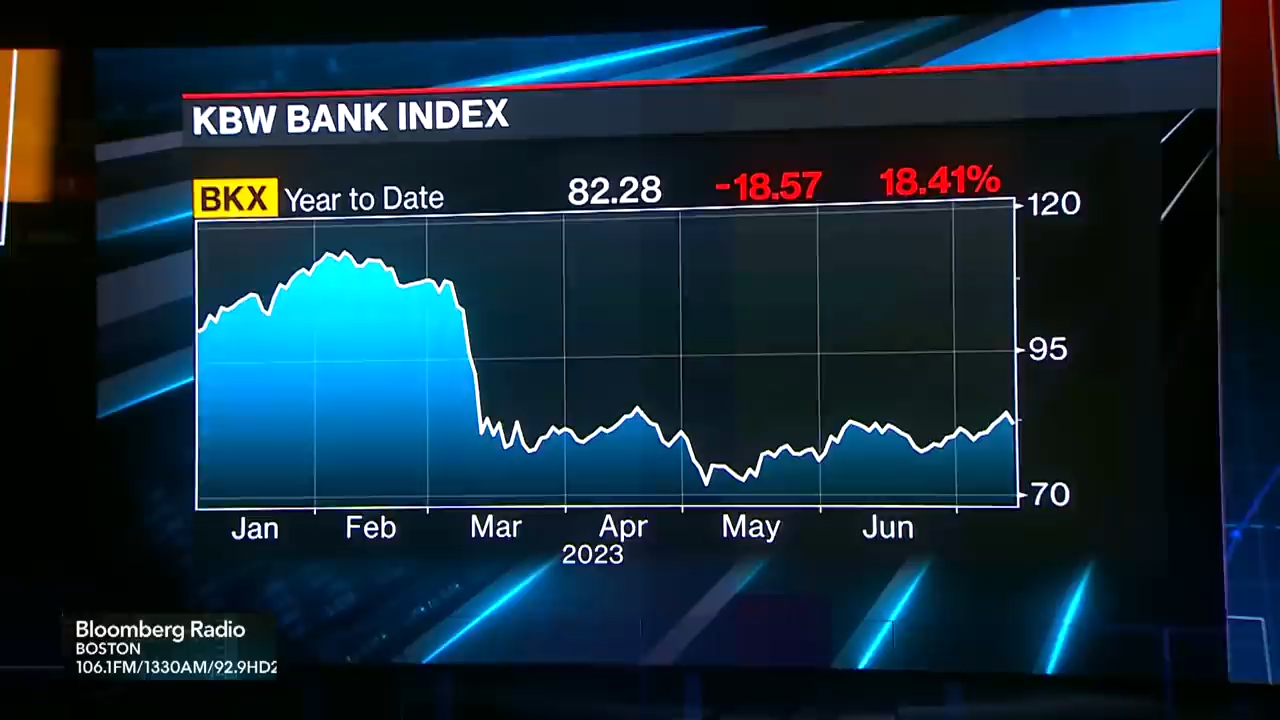 KBW BANK INDEX
BKX Year to Date 82.28 -18.57 18.41%
120
95
70
Jan Feb Mar Apr May Jun
2023
Bloomberg Radio
BOSTON
106.1FM/1330AM/92.9HD2